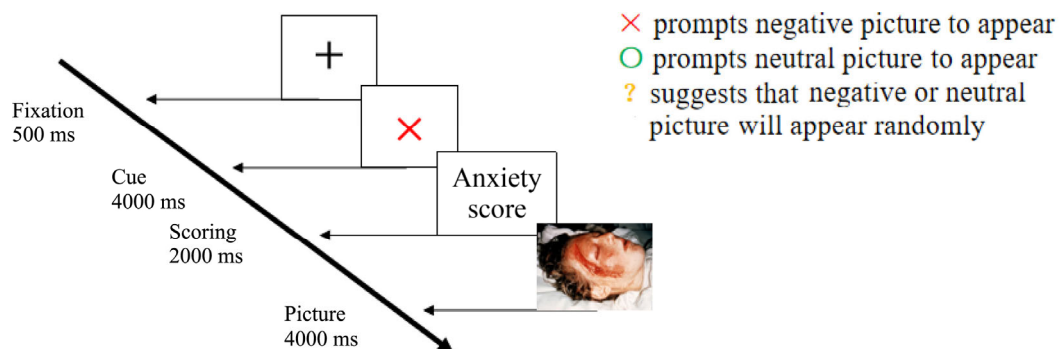 ✕ prompts negative picture to appear
O prompts neutral picture to appear
? suggests that negative or neutral
picture will appear randomly
+
Fixation
500 ms
✕
Cue
4000 ms
Anxiety
score
Scoring
2000 ms
Picture
4000 ms